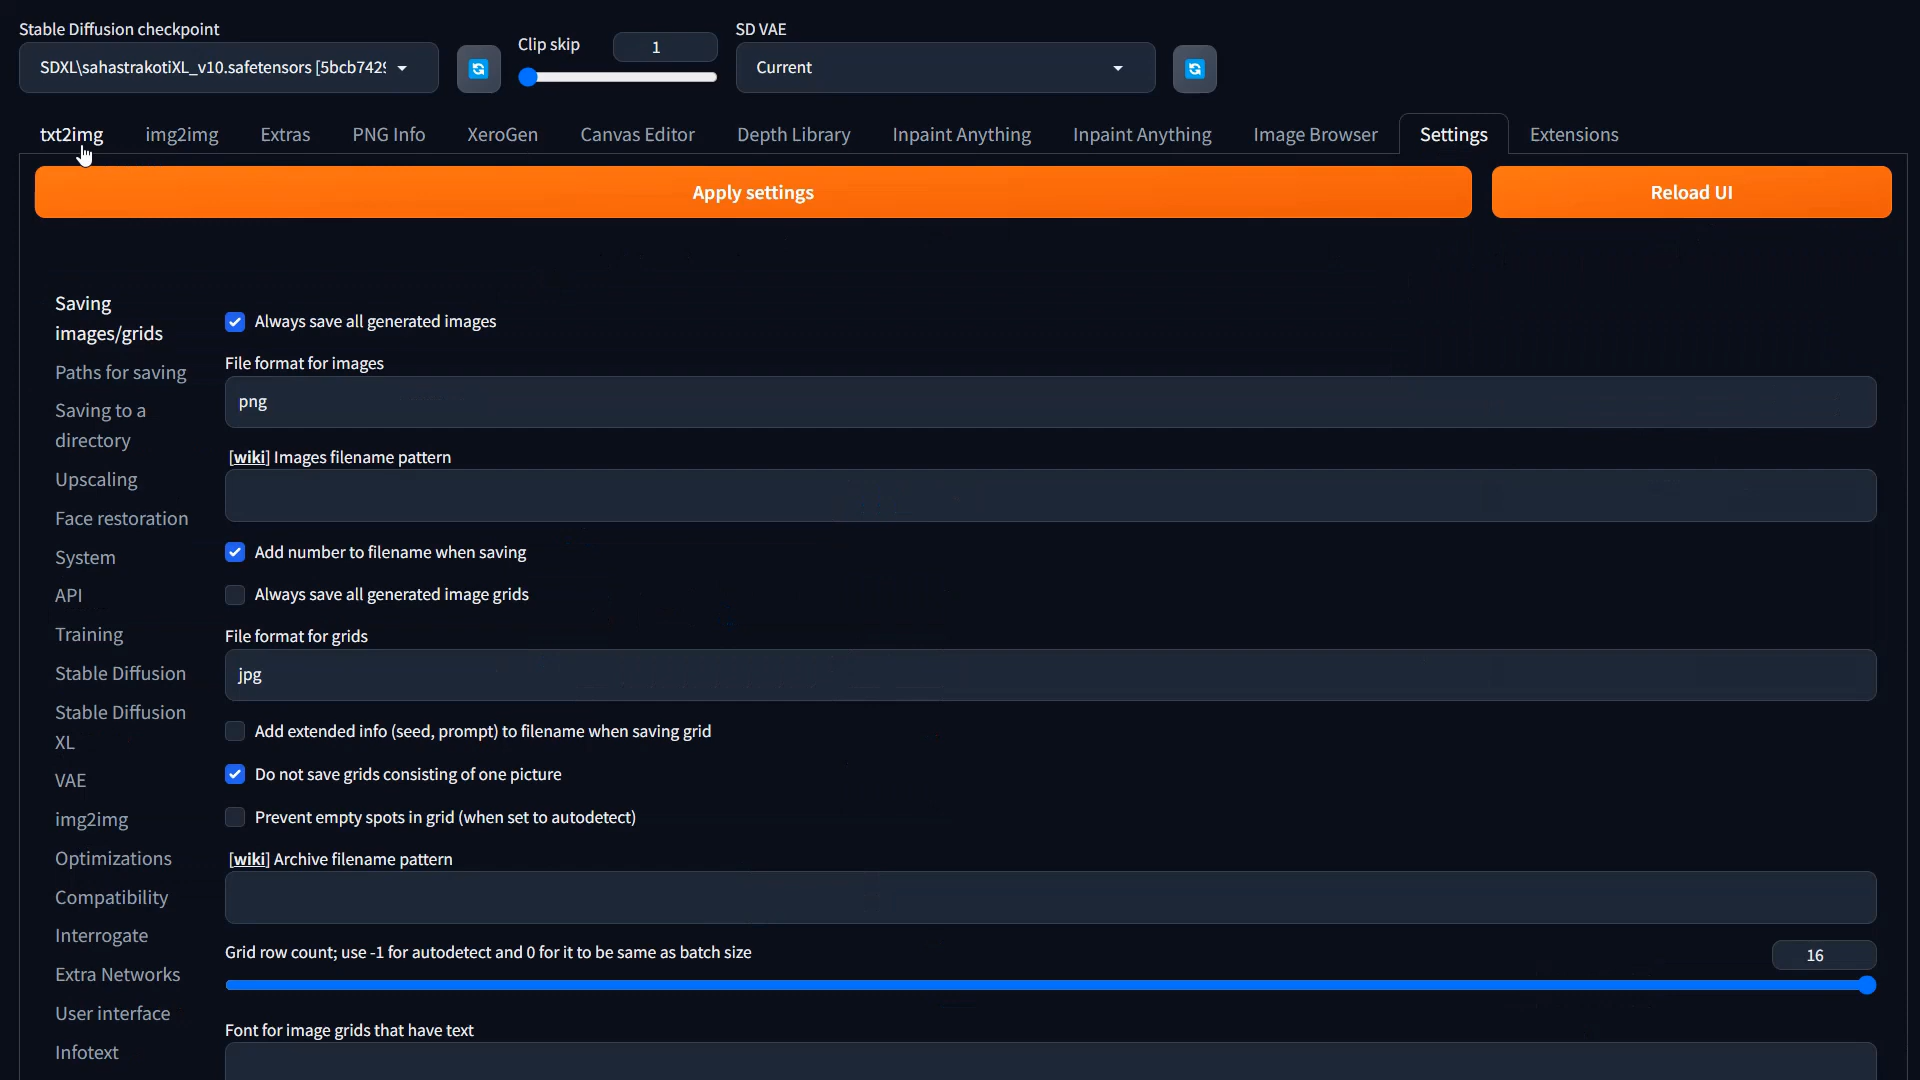 Stable Diffusion checkpoint
Clip skip
1
SD VAE
SDXL\sahastrakotiXL_v10.safetensors [5bcb7429
Current
txt2img img2img Extras PNG Info XeroGen Canvas Editor Depth Library Inpaint Anything Inpaint Anything Image Browser Settings Extensions
Apply settings
Reload UI
Saving
images/grids
Paths for saving
Saving to a
directory
Upscaling
Face restoration
System
API
Training
Stable Diffusion
Stable Diffusion
XL
VAE
img2img
Optimizations
Compatibility
Interrogate
Extra Networks
User interface
Infotext
Always save all generated images
File format for images
png
[wiki] Images filename pattern
Add number to filename when saving
Always save all generated image grids
File format for grids
jpg
Add extended info (seed, prompt) to filename when saving grid
Do not save grids consisting of one picture
Prevent empty spots in grid (when set to autodetect)
[wiki] Archive filename pattern
Grid row count; use -1 for autodetect and 0 for it to be same as batch size
16
Font for image grids that have text